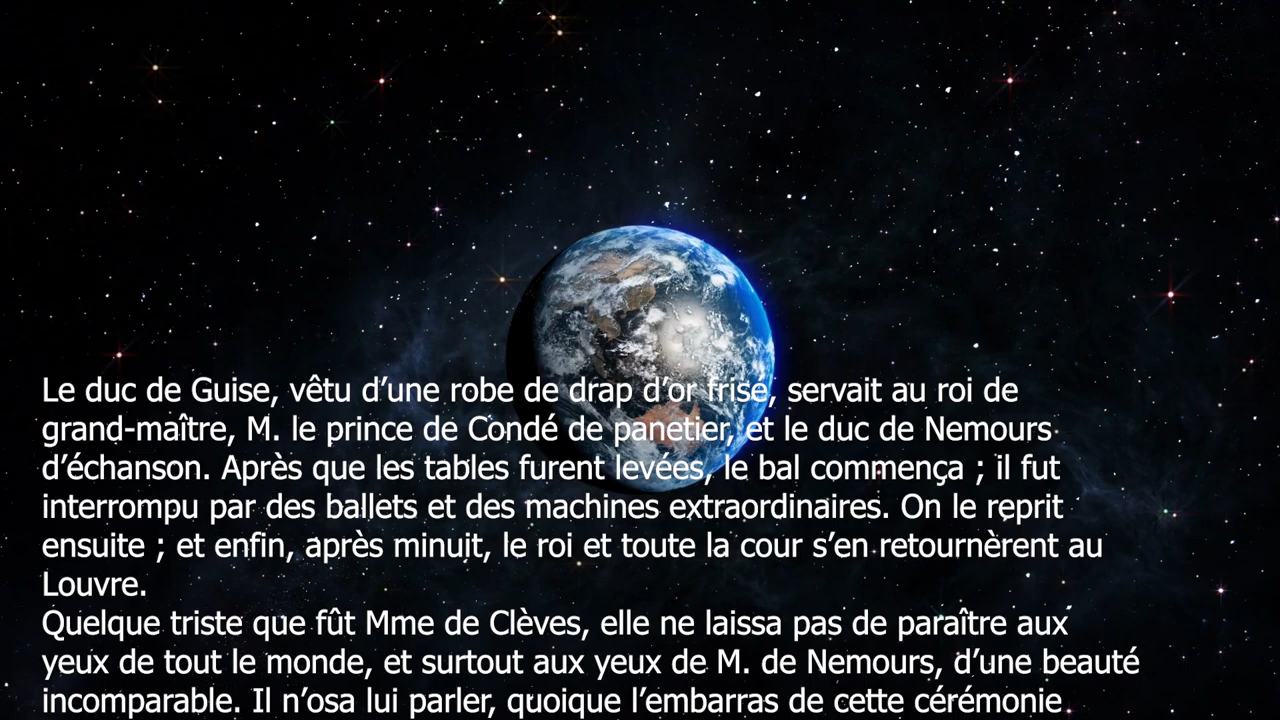 Le duc de Guise, vêtu d’une robe de drap d’or frisé, servait au roi de
grand-maître, M. le prince de Condé de panetier, et le duc de Nemours
d’échanson. Après que les tables furent levées, le bal commença ; il fut
interrompu par des ballets et des machines extraordinaires. On le reprit
ensuite ; et enfin, après minuit, le roi et toute la cour s’en retournèrent au
Louvre.
Quelque triste que fût Mme de Clèves, elle ne laissa pas de paraître aux
yeux de tout le monde, et surtout aux yeux de M. de Nemours, d’une beauté
incomparable. Il n’osa lui parler, quoique l’embarras de cette cérémonie